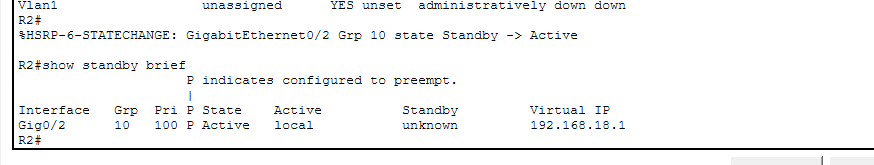 Vlan1                  unassigned      YES unset  administratively down down
R2#
%HSRP-6-STATECHANGE: GigabitEthernet0/2 Grp 10 state Standby -> Active
R2#show standby brief
                     P indicates configured to preempt.
                     |
Interface   Grp  Pri P State    Active          Standby         Virtual IP
Gig0/2      10   100 P Active   local           unknown         192.168.18.1
R2#